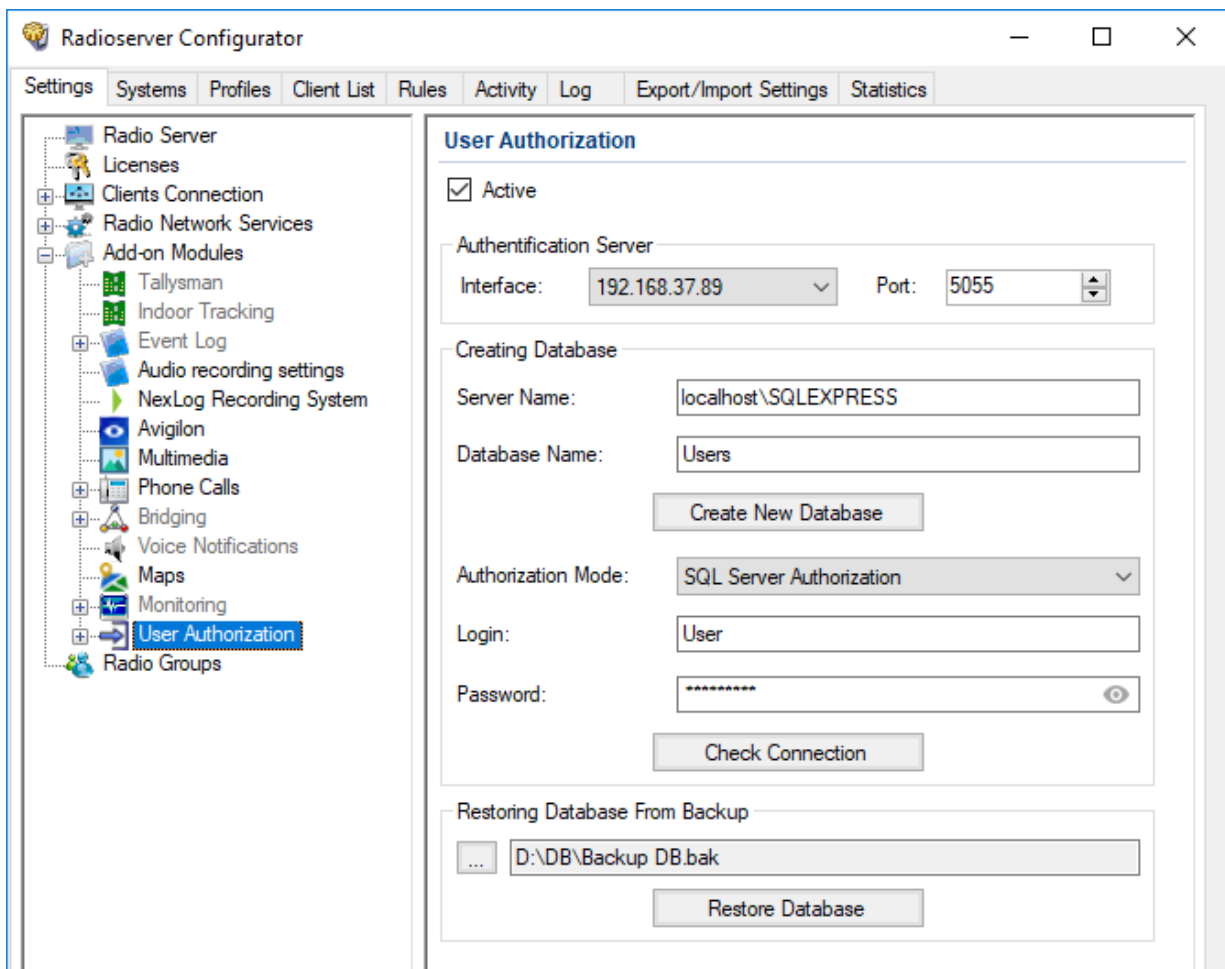 Radioserver Configurator
Settings Systems Profiles Client List Rules Activity Log Export/Import Settings Statistics
Radio Server
Licenses
Clients Connection
Radio Network Services
Add-on Modules
Tallysman
Indoor Tracking
Event Log
Audio recording settings
NexLog Recording System
Avigilon
Multimedia
Phone Calls
Bridging
Voice Notifications
Maps
Monitoring
User Authorization
Radio Groups
User Authorization
Active
Authentification Server
Interface: 192.168.37.89 Port: 5055
Creating Database
Server Name: localhost\SQLEXPRESS
Database Name: Users
Create New Database
Authorization Mode: SQL Server Authorization
Login: User
Password: *********
Check Connection
Restoring Database From Backup
... D:\DB\Backup DB.bak
Restore Database